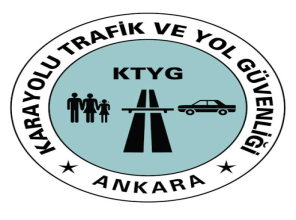 KARAYOLU TRAFİK VE YOL GÜVENLİĞİ
KTYG
ANKARA